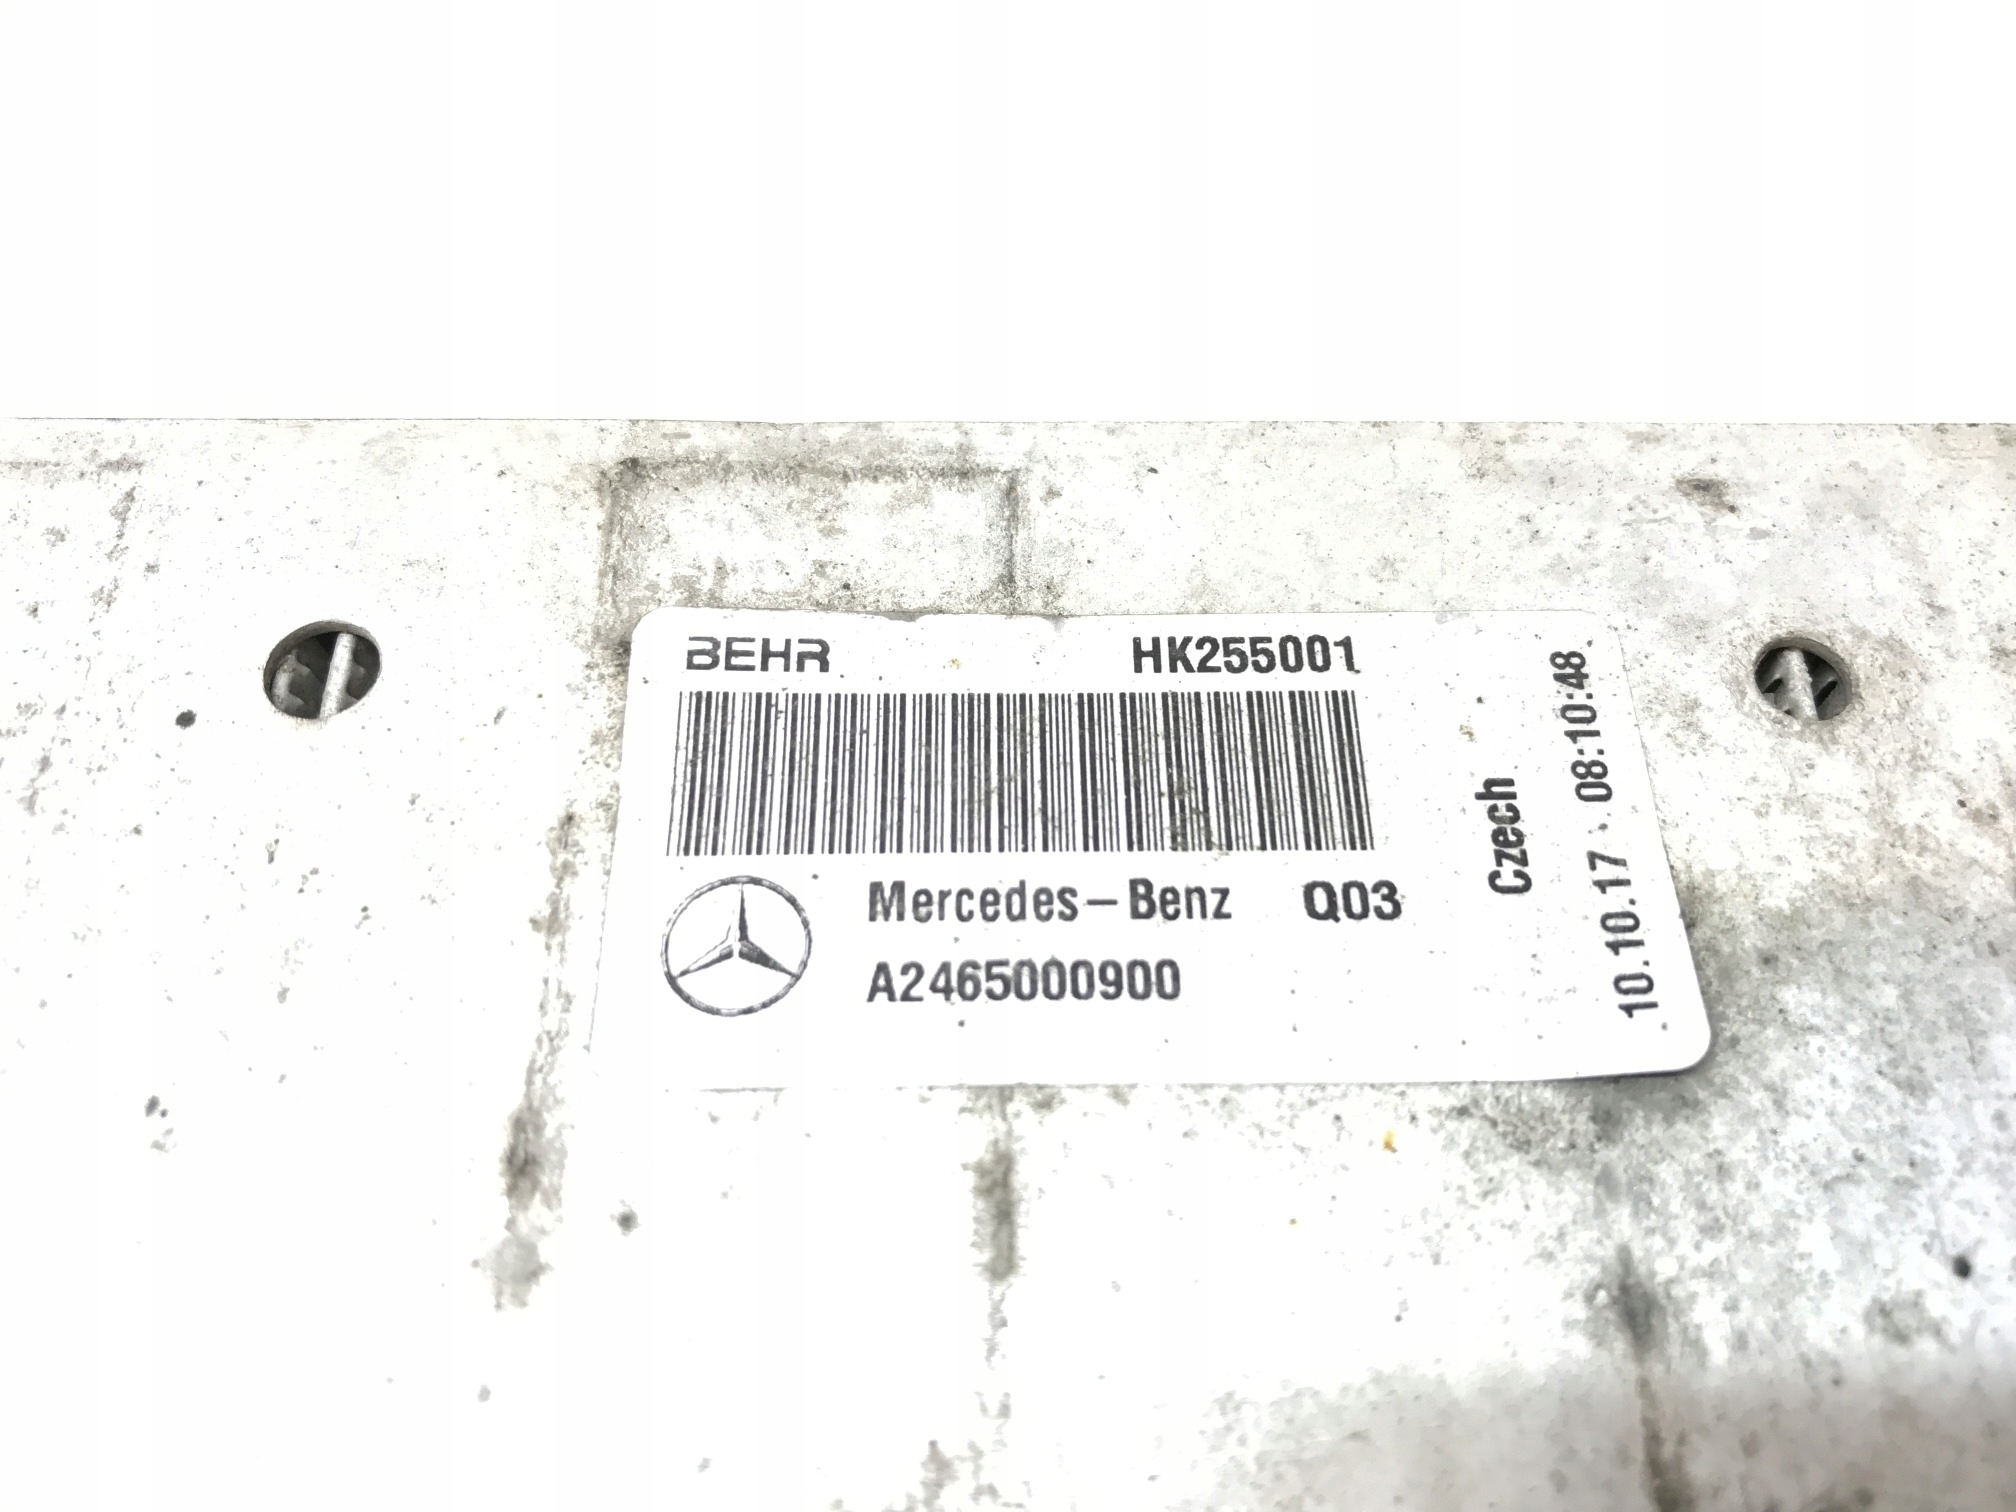 BEHR HK255001
Mercedes-Benz Q03
A2465000900
Czech
10.10.17 08:10:48